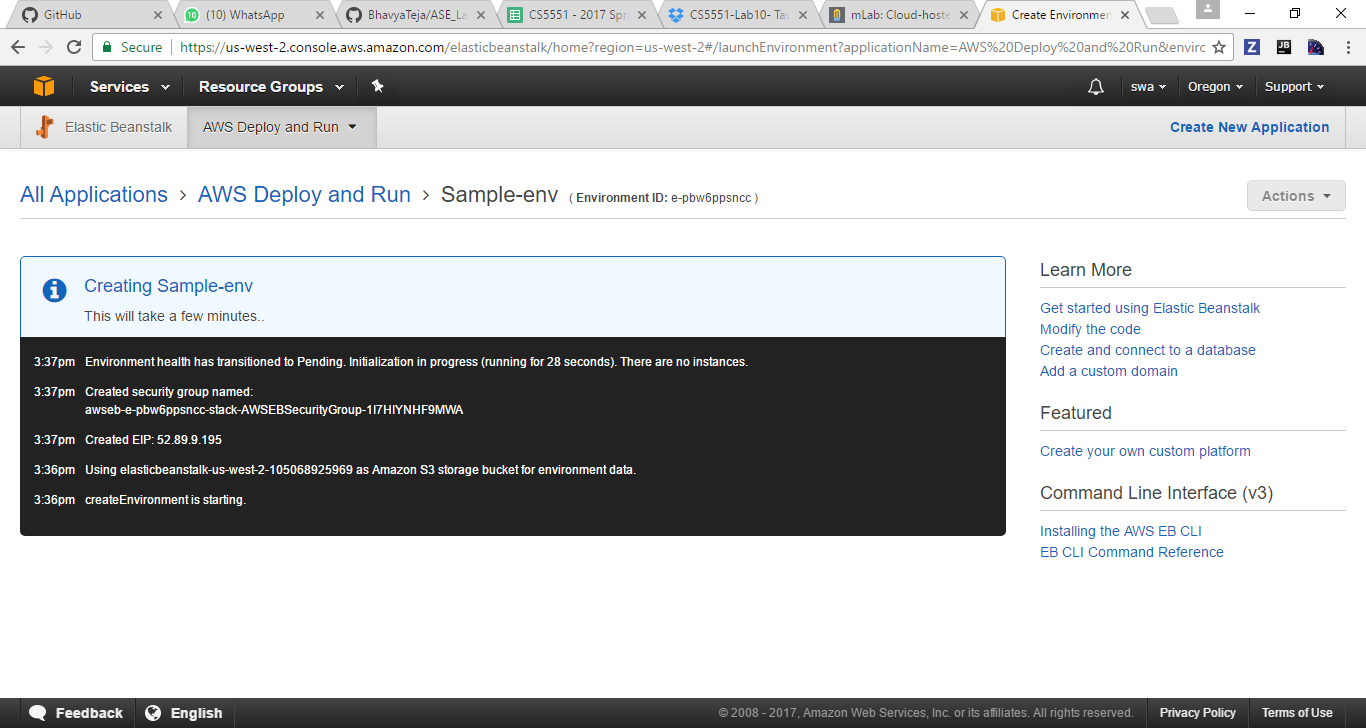 GitHub
(10) WhatsApp
BhavyaTeja/ASE_La
CS5551 - 2017 Spr
CS5551-Lab10- Tas
mLab: Cloud-hoste
Create Environmen
Secure
https://us-west-2.console.aws.amazon.com/elasticbeanstalk/home?region=us-west-2#/launchEnvironment?applicationName=AWS%20Deploy%20and%20Run&enviro
Services
Resource Groups
swa
Oregon
Support
Elastic Beanstalk
AWS Deploy and Run
Create New Application
All Applications > AWS Deploy and Run > Sample-env ( Environment ID: e-pbw6ppsncc )
Actions
Creating Sample-env
This will take a few minutes..
3:37pm Environment health has transitioned to Pending. Initialization in progress (running for 28 seconds). There are no instances.
3:37pm Created security group named:
awseb-e-pbw6ppsncc-stack-AWSEBSecurityGroup-1I7HIYNHF9MWA
3:37pm Created EIP: 52.89.9.195
3:36pm Using elasticbeanstalk-us-west-2-105068925969 as Amazon S3 storage bucket for environment data.
3:36pm createEnvironment is starting.
Learn More
Get started using Elastic Beanstalk
Modify the code
Create and connect to a database
Add a custom domain
Featured
Create your own custom platform
Command Line Interface (v3)
Installing the AWS EB CLI
EB CLI Command Reference
Feedback
English
© 2008 - 2017, Amazon Web Services, Inc. or its affiliates. All rights reserved.
Privacy Policy
Terms of Use